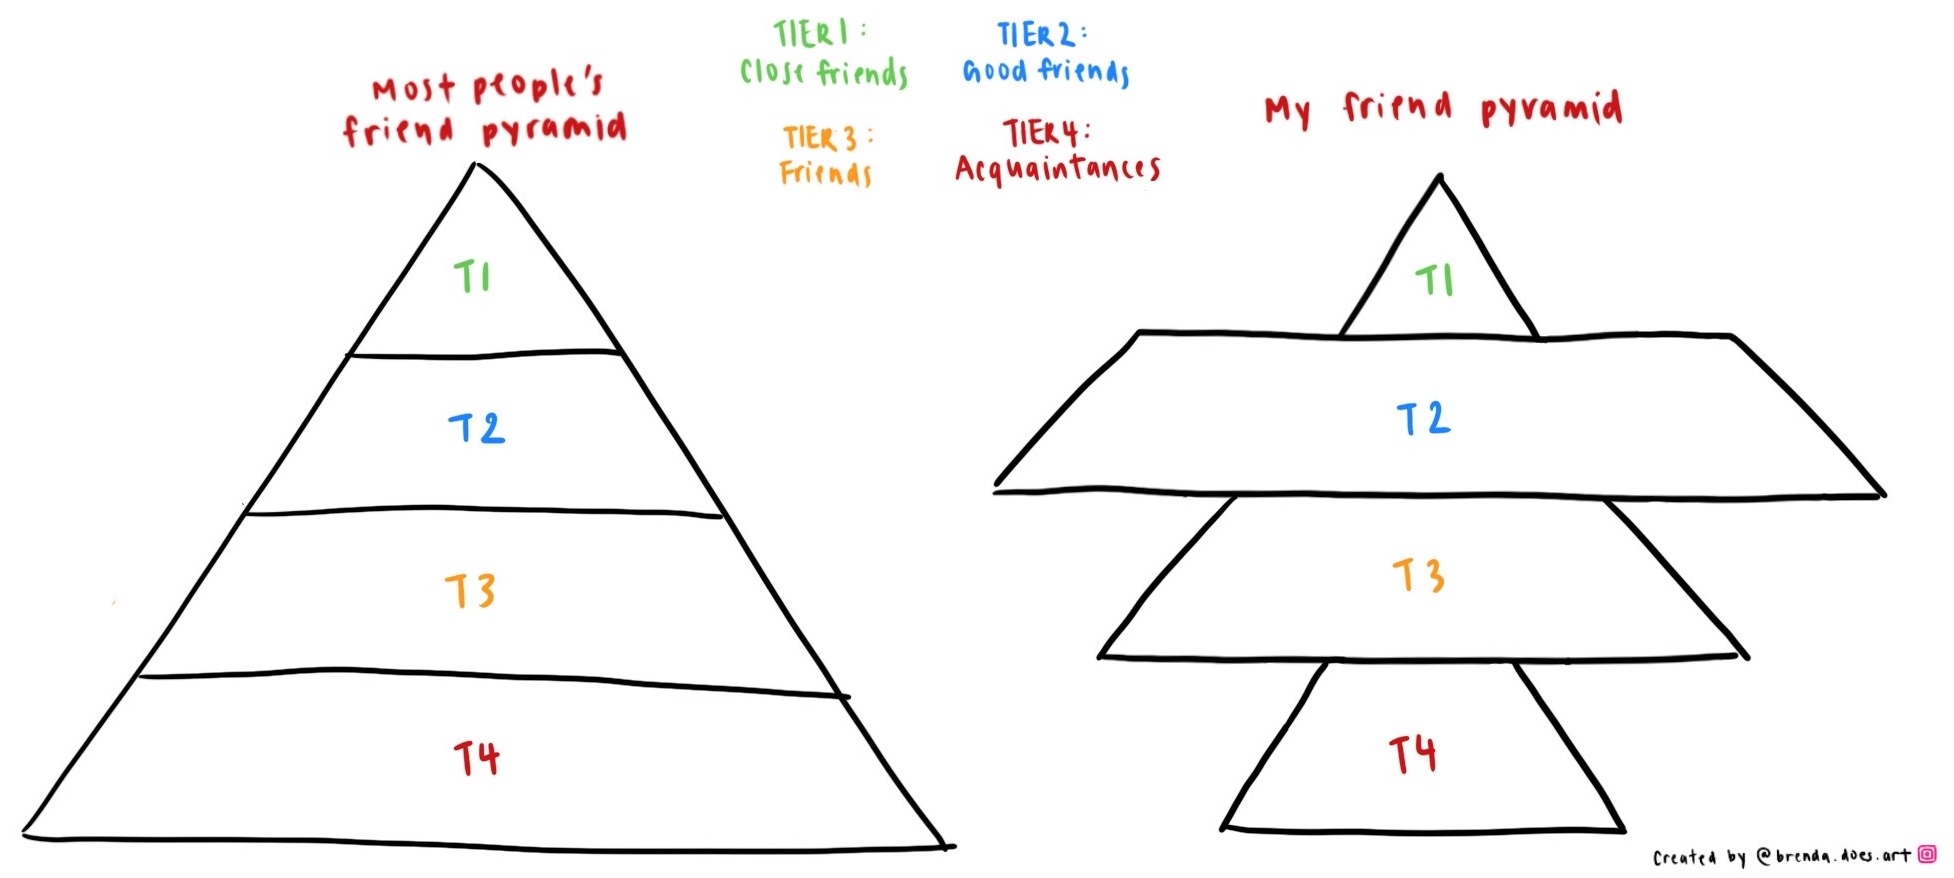 Most people's
friend pyramid
TIER 1:
Close friends
TIER 2:
Good friends
TIER 3:
Friends
TIER 4:
Acquaintances
My friend pyramid
T1
T2
T3
T4
T1
T2
T3
T4
Created by @brenda.does.art